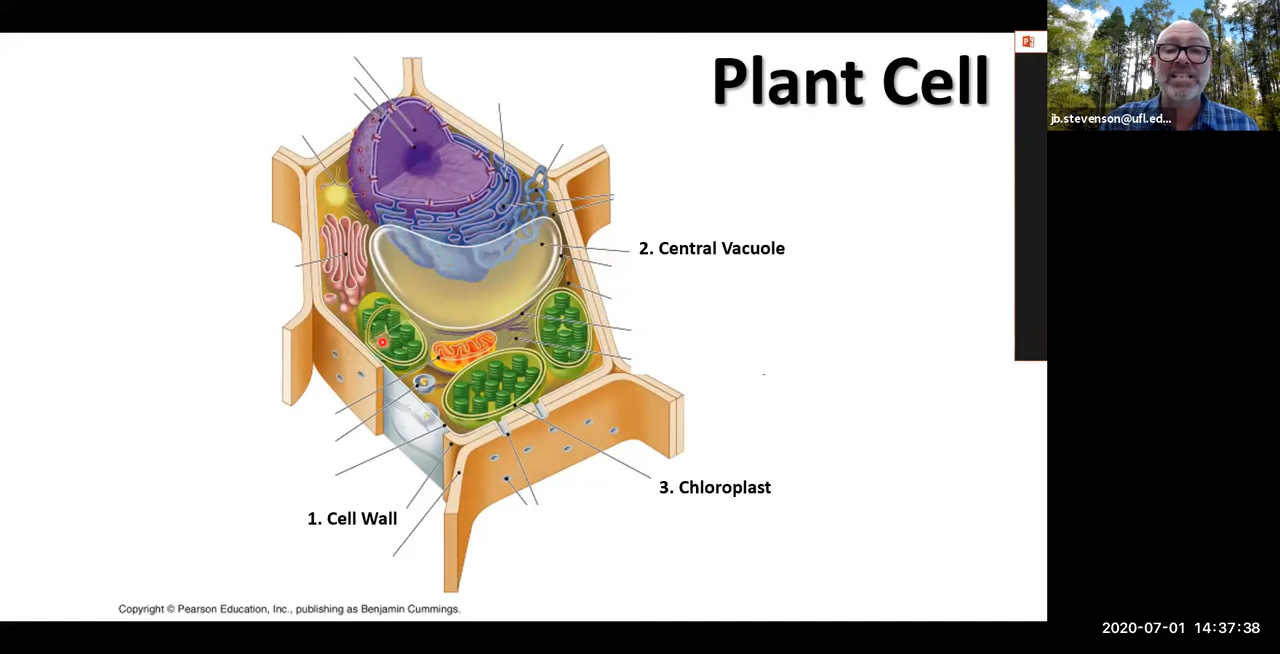 Plant Cell
jb.stevenson@ufl.ed...
2. Central Vacuole
3. Chloroplast
1. Cell Wall
Copyright © Pearson Education, Inc., publishing as Benjamin Cummings.
2020-07-01 14:37:38